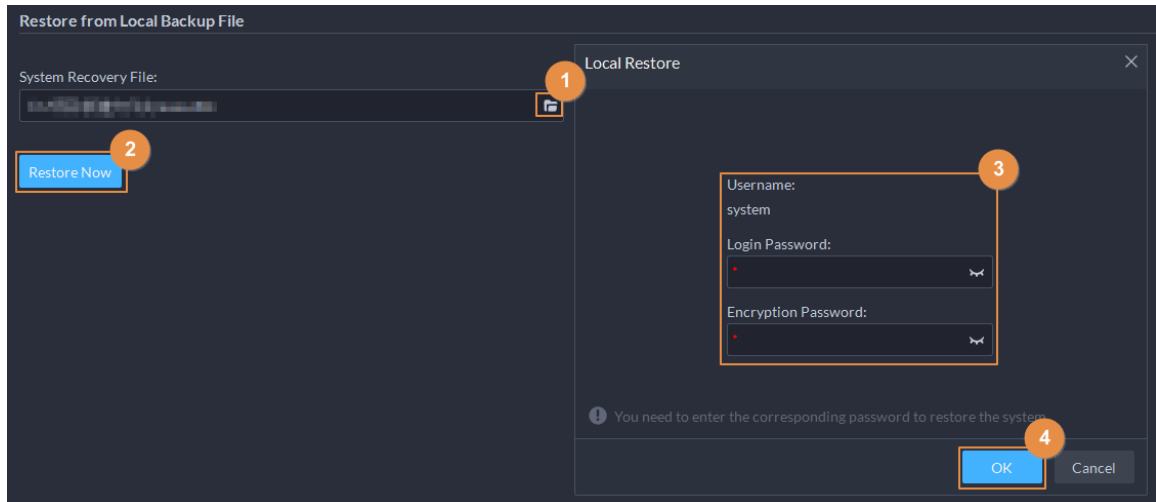 Restore from Local Backup File
System Recovery File:
1
2
Restore Now
Local Restore
3
Username:
system
Login Password:
*
Encryption Password:
*
You need to enter the corresponding password to restore the system
4
OK
Cancel